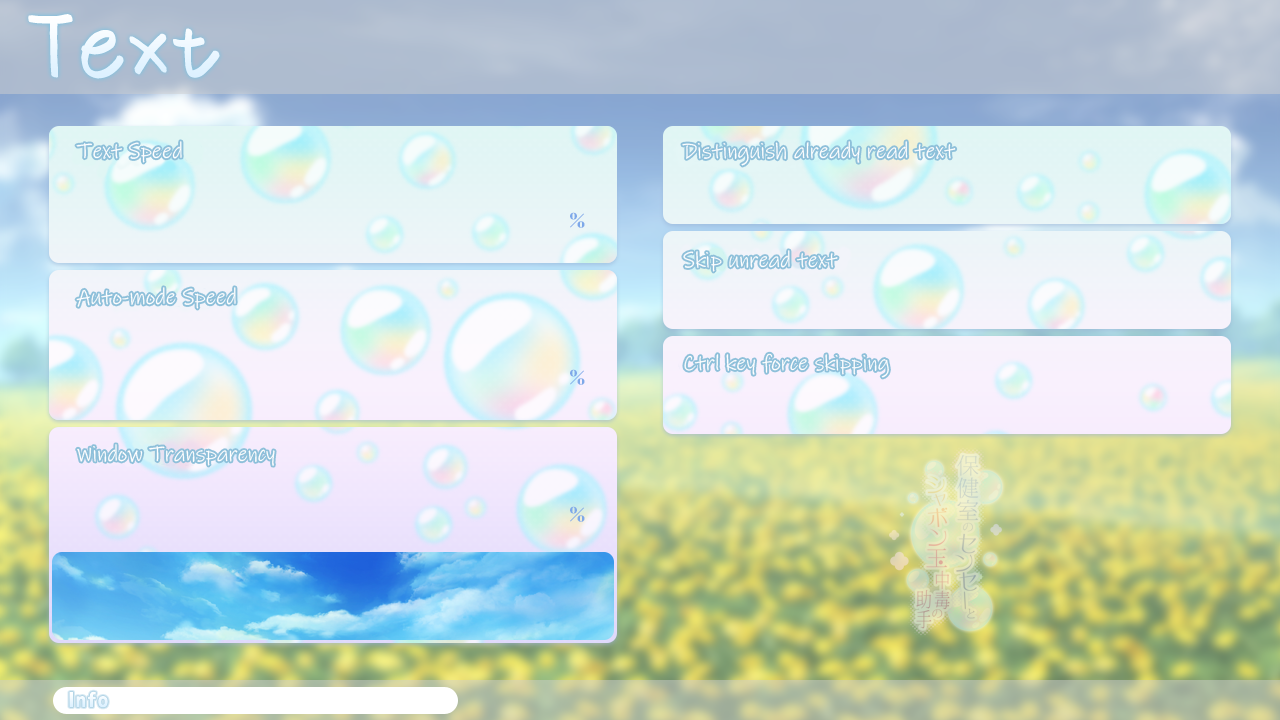 Text
Text Speed
%
Auto-mode Speed
%
Window Transparency
%
Distinguish already read text
Skip unread text
Ctrl key force skipping
保健室のセンセーと
シャボン玉中毒の
助手
Info